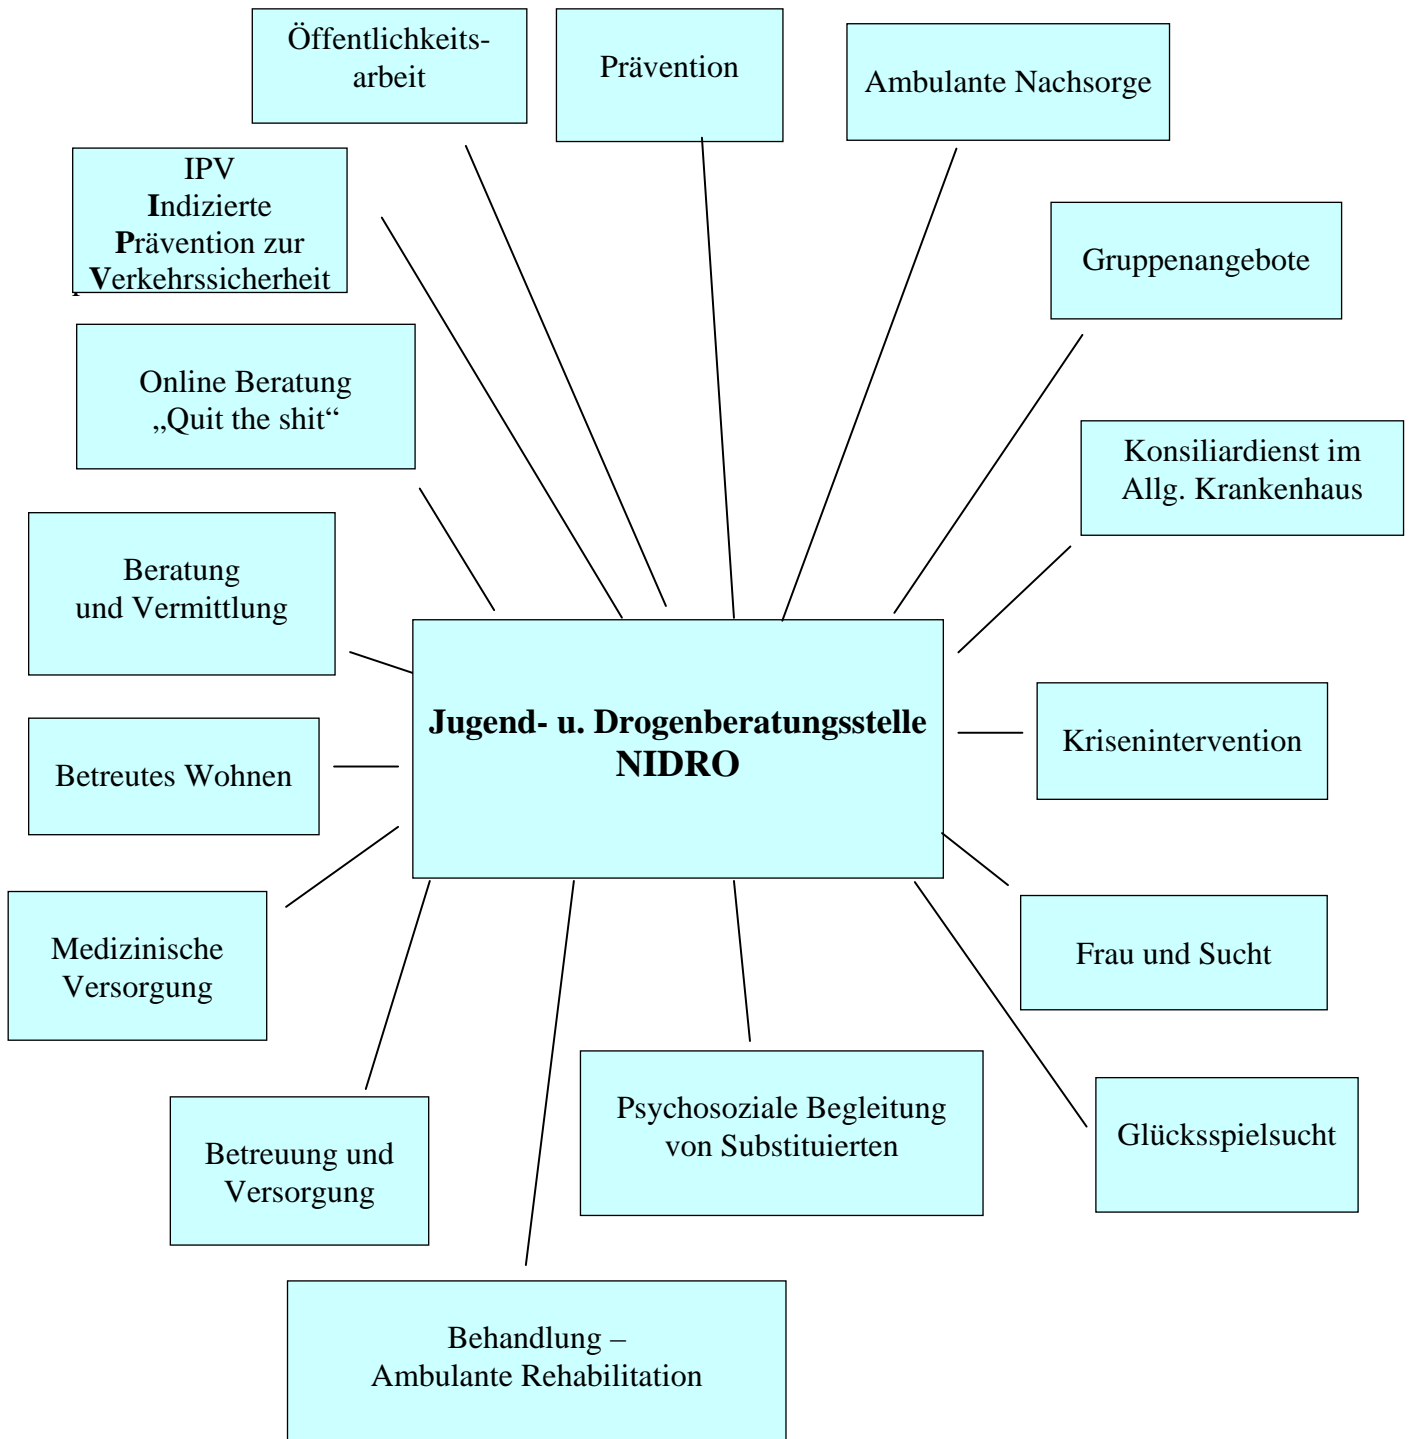 Öffentlichkeits-
arbeit
Prävention
Ambulante Nachsorge
IPV
Indizierte
Prävention zur
Verkehrssicherheit
Gruppenangebote
Online Beratung
„Quit the shit“
Konsiliardienst im
Allg. Krankenhaus
Beratung
und Vermittlung
Jugend- u. Drogenberatungsstelle
NIDRO
Krisenintervention
Betreutes Wohnen
Medizinische
Versorgung
Frau und Sucht
Psychosoziale Begleitung
von Substituierten
Glücksspielsucht
Betreuung und
Versorgung
Behandlung –
Ambulante Rehabilitation